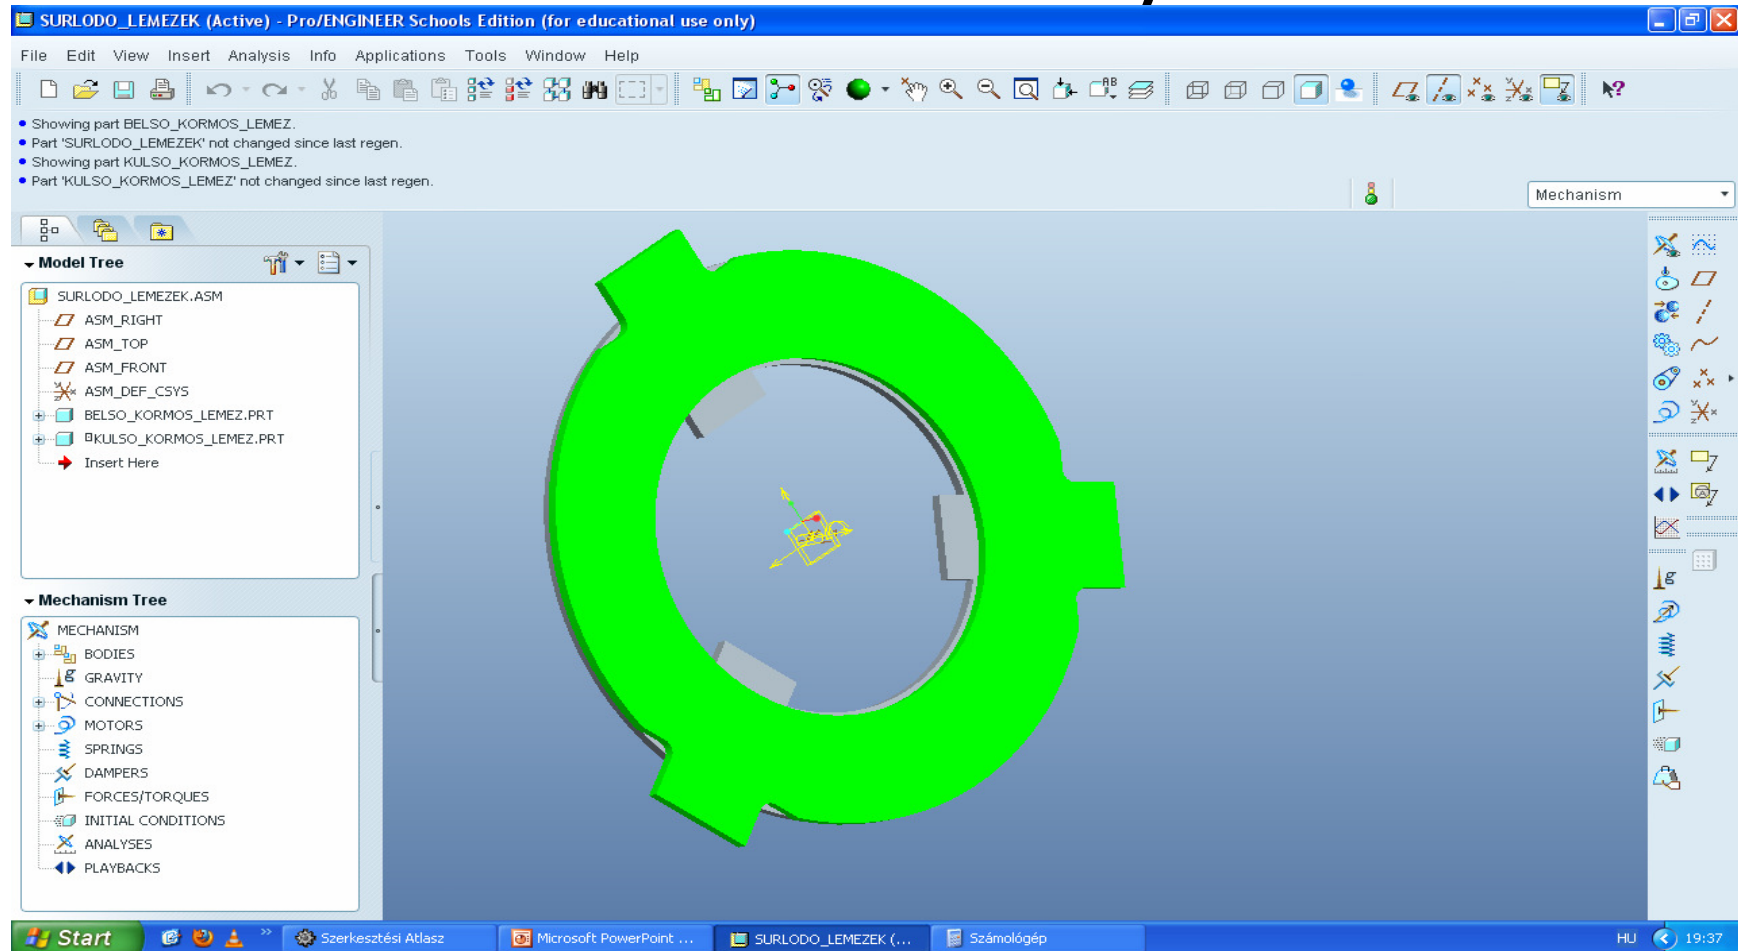 SURLODO_LEMEZEK (Active) - Pro/ENGINEER Schools Edition (for educational use only)
File Edit View Insert Analysis Info Applications Tools Window Help
• Showing part BELSO_KORMOS_LEMEZ.
• Part 'SURLODO_LEMEZEK' not changed since last regen.
• Showing part KULSO_KORMOS_LEMEZ.
• Part 'KULSO_KORMOS_LEMEZ' not changed since last regen.
Mechanism
Model Tree
SURLODO_LEMEZEK.ASM
ASM_RIGHT
ASM_TOP
ASM_FRONT
ASM_DEF_CSYS
BELSO_KORMOS_LEMEZ.PRT
KULSO_KORMOS_LEMEZ.PRT
Insert Here
Mechanism Tree
MECHANISM
BODIES
GRAVITY
CONNECTIONS
MOTORS
SPRINGS
DAMPERS
FORCES/TORQUES
INITIAL CONDITIONS
ANALYSES
PLAYBACKS
Start Szerkesztési Atlasz Microsoft PowerPoint ... SURLODO_LEMEZEK (... Számológép HU 19:37